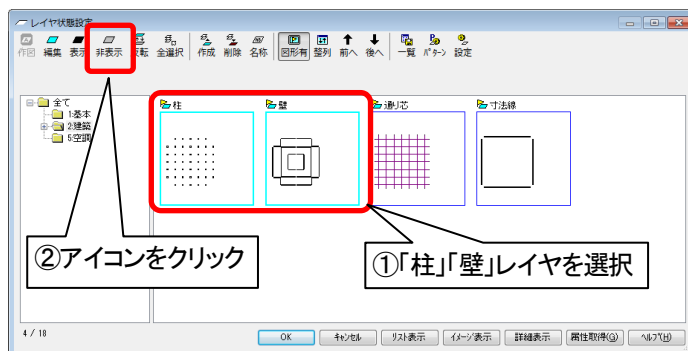 レイヤ状態設定
作図 編集 表示 非表示 反転 全選択 作成 削除 名称 図形有 整列 前へ 後へ 一覧 パターン 設定
全て
1:基本
2:建築
5:空調
柱 壁 通り芯 寸法線
②アイコンをクリック
①「柱」「壁」レイヤを選択
4 / 18
OK キャンセル リスト表示 イメージ表示 詳細表示 属性取得(G) ヘルプ(H)